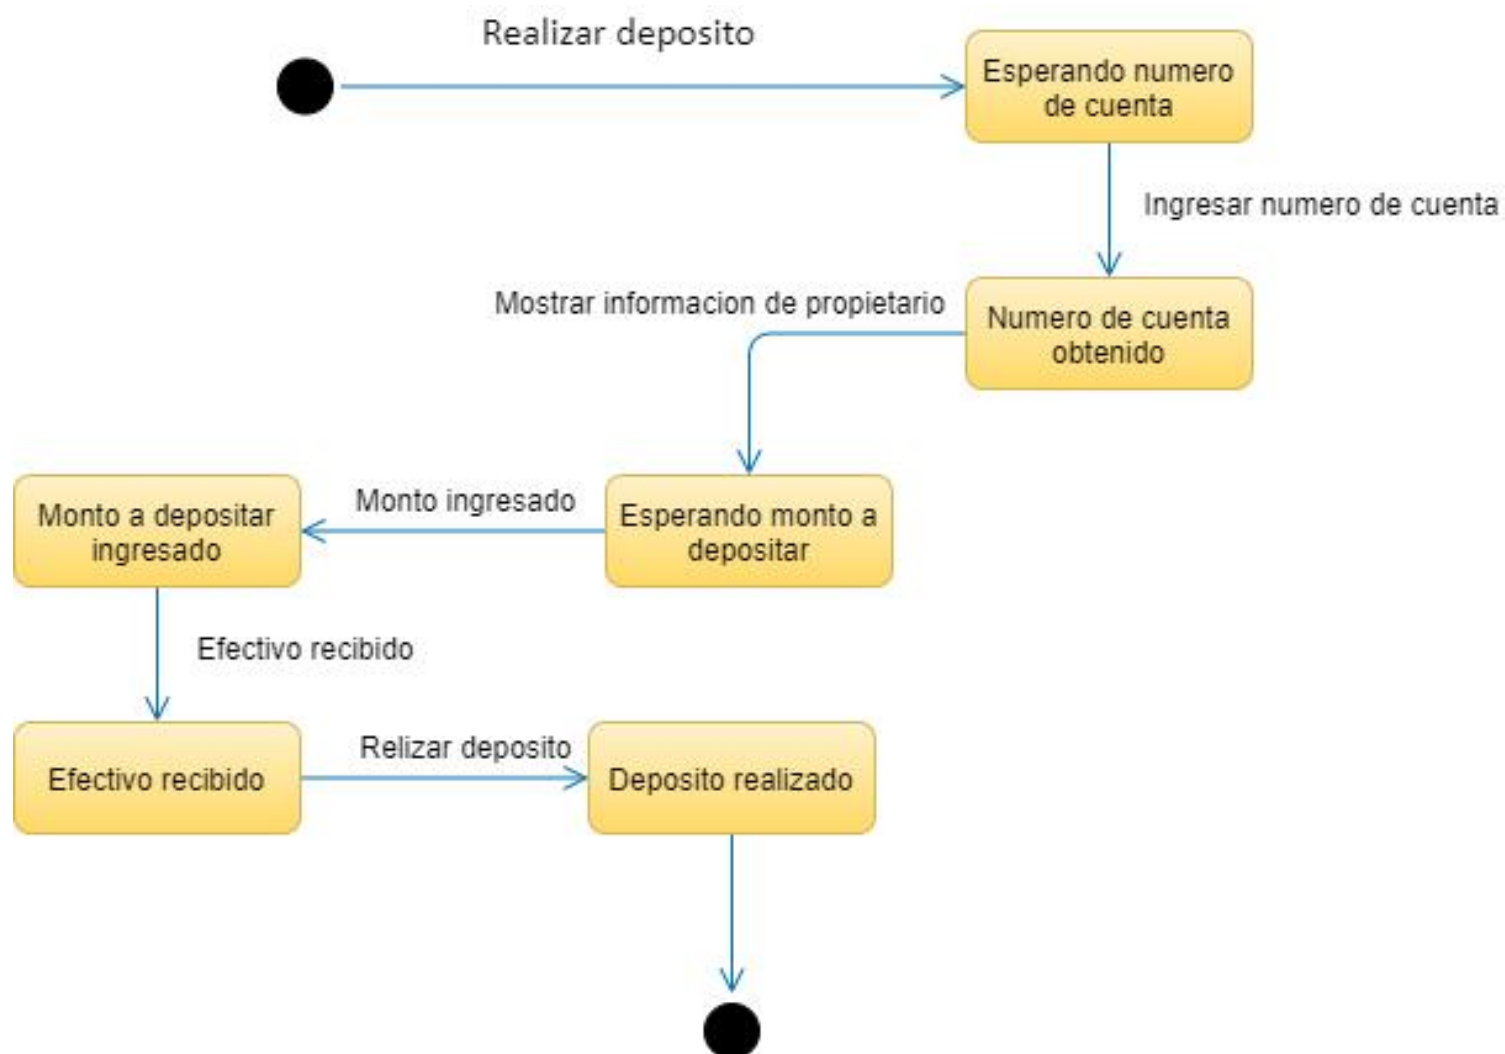 Realizar deposito
Esperando numero
de cuenta
Ingresar numero de cuenta
Mostrar informacion de propietario
Numero de cuenta
obtenido
Monto a depositar
ingresado
Monto ingresado
Esperando monto a
depositar
Efectivo recibido
Efectivo recibido
Relizar deposito
Deposito realizado